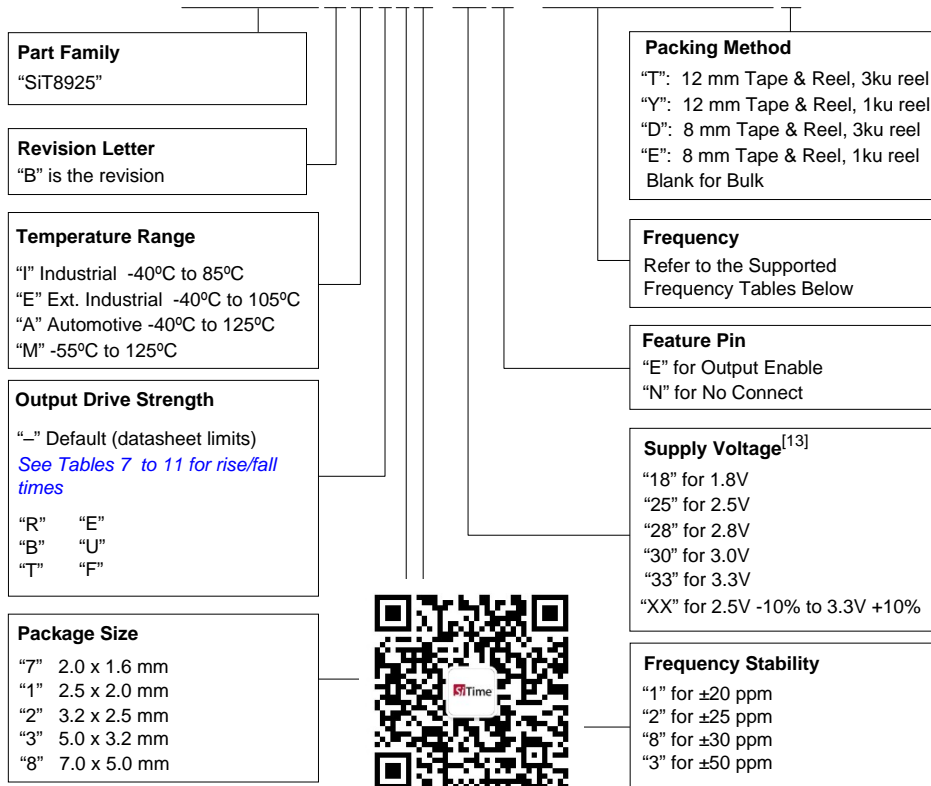 Part Family
“SiT8925”
Revision Letter
“B” is the revision
Temperature Range
“I” Industrial -40ºC to 85ºC
“E” Ext. Industrial -40ºC to 105ºC
“A” Automotive -40ºC to 125ºC
“M” -55ºC to 125ºC
Output Drive Strength
“–” Default (datasheet limits)
See Tables 7 to 11 for rise/fall
times
“R” “E”
“B” “U”
“T” “F”
Package Size
“7” 2.0 x 1.6 mm
“1” 2.5 x 2.0 mm
“2” 3.2 x 2.5 mm
“3” 5.0 x 3.2 mm
“8” 7.0 x 5.0 mm
SiTime
Packing Method
“T”: 12 mm Tape & Reel, 3ku reel
“Y”: 12 mm Tape & Reel, 1ku reel
“D”: 8 mm Tape & Reel, 3ku reel
“E”: 8 mm Tape & Reel, 1ku reel
Blank for Bulk
Frequency
Refer to the Supported
Frequency Tables Below
Feature Pin
“E” for Output Enable
“N” for No Connect
Supply Voltage[13]
“18” for 1.8V
“25” for 2.5V
“28” for 2.8V
“30” for 3.0V
“33” for 3.3V
“XX” for 2.5V -10% to 3.3V +10%
Frequency Stability
“1” for ±20 ppm
“2” for ±25 ppm
“8” for ±30 ppm
“3” for ±50 ppm